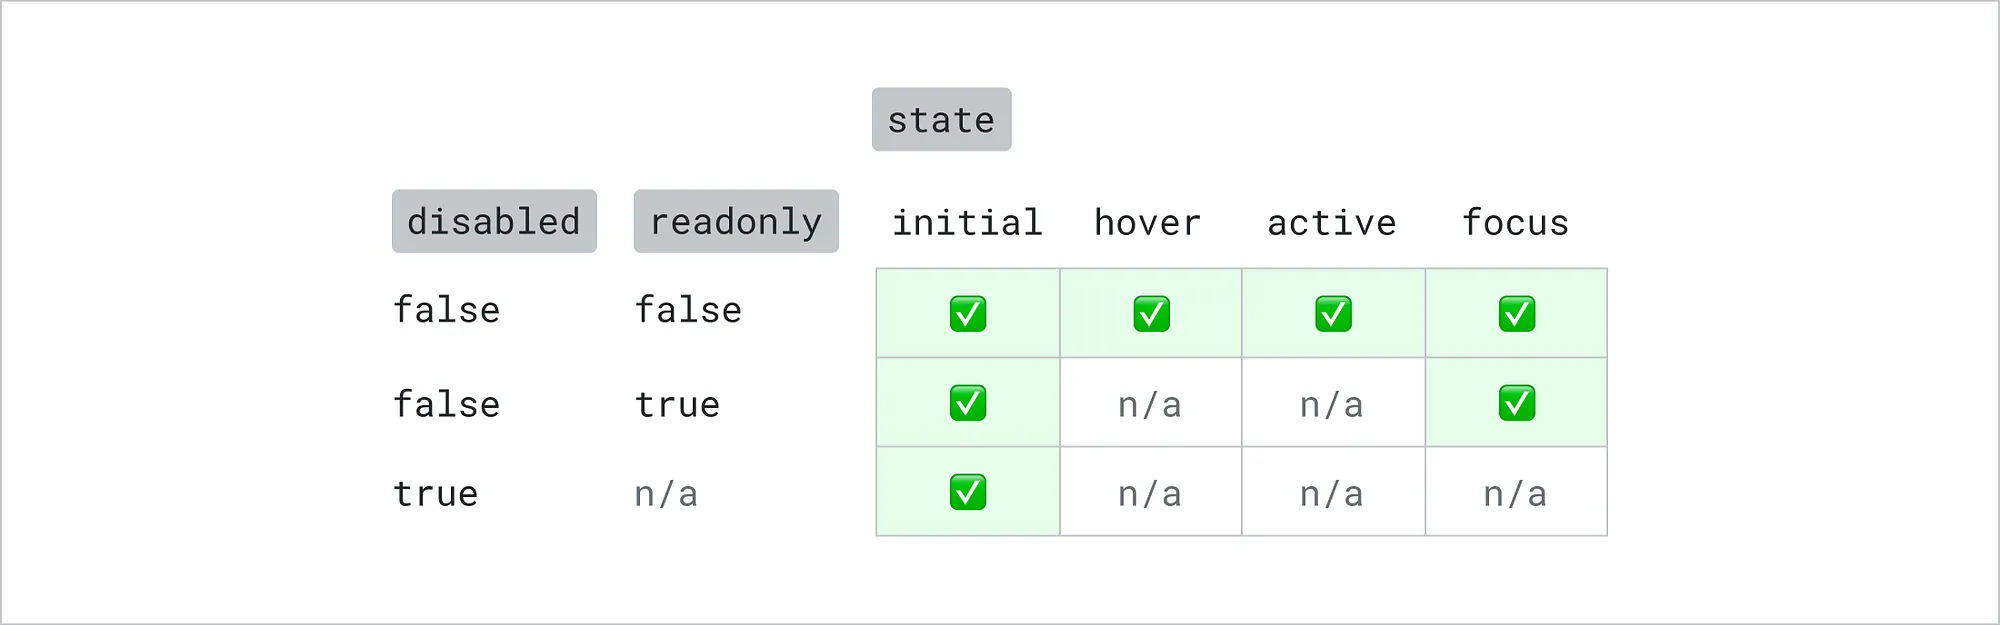 state
disabled readonly initial hover active focus
false false ✅ ✅ ✅ ✅
false true ✅ n/a n/a ✅
true n/a ✅ n/a n/a n/a